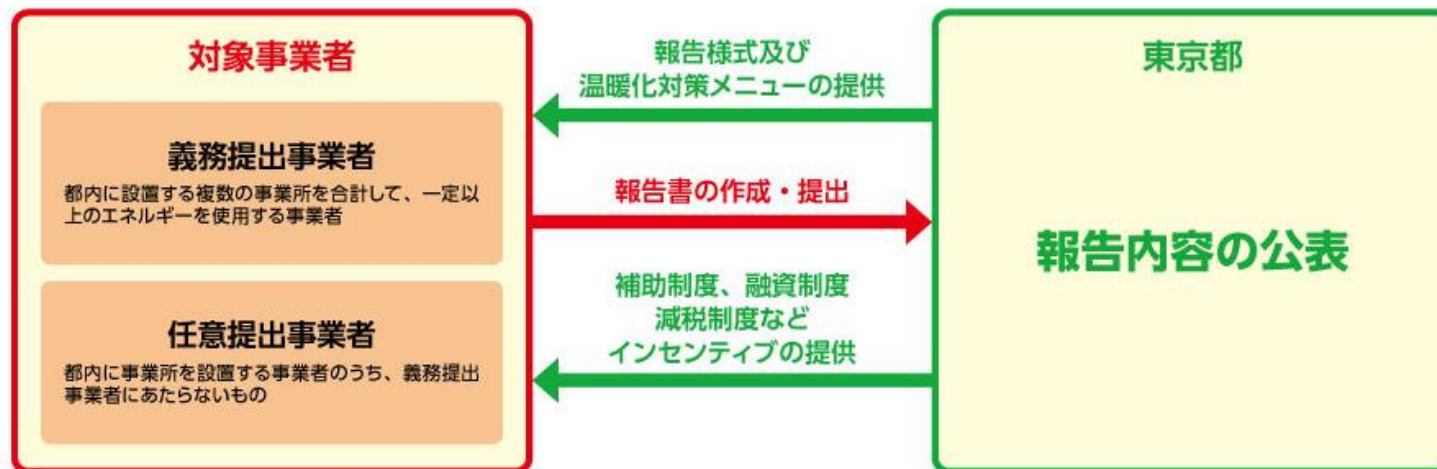 対象事業者
義務提出事業者
都内に設置する複数の事業所を合計して、一定以
上のエネルギーを使用する事業者
任意提出事業者
都内に事業所を設置する事業者のうち、義務提出
事業者にあたらないもの
報告様式及び
温暖化対策メニューの提供
報告書の作成・提出
補助制度、融資制度
減税制度など
インセンティブの提供
東京都
報告内容の公表